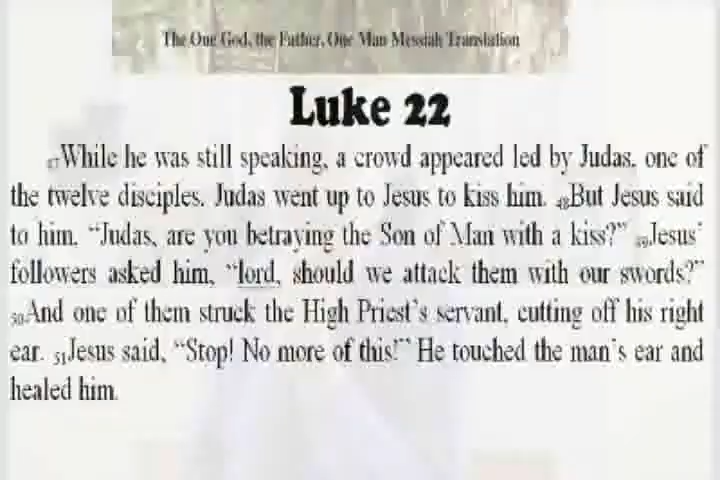 The One God, the Father, One Man Messiah Translation
Luke 22
47While he was still speaking, a crowd appeared led by Judas, one of
the twelve disciples. Judas went up to Jesus to kiss him. 48But Jesus said
to him, “Judas, are you betraying the Son of Man with a kiss?” 49Jesus’
followers asked him, “lord, should we attack them with our swords?”
50And one of them struck the High Priest’s servant, cutting off his right
ear. 51Jesus said, “Stop! No more of this!” He touched the man’s ear and
healed him.